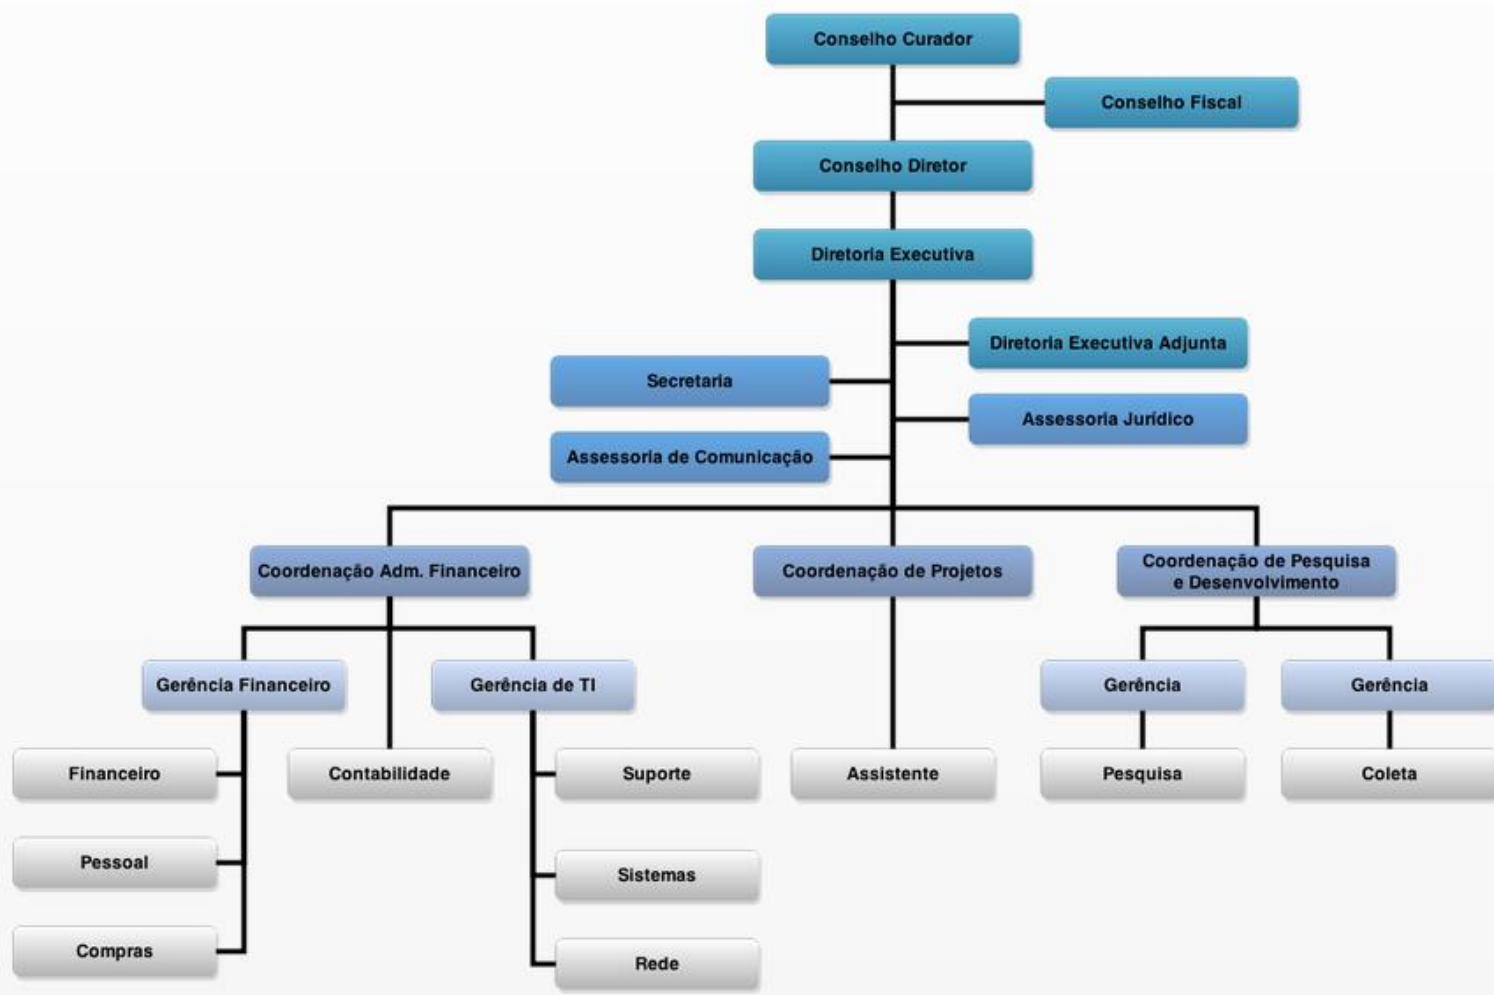 Conselho Curador
Conselho Fiscal
Conselho Diretor
Diretoria Executiva
Diretoria Executiva Adjunta
Secretaria
Assessoria Jurídico
Assessoria de Comunicação
Coordenação Adm. Financeiro
Coordenação de Projetos
Coordenação de Pesquisa
e Desenvolvimento
Gerência Financeiro
Gerência de TI
Gerência
Gerência
Financeiro
Contabilidade
Suporte
Assistente
Pesquisa
Coleta
Pessoal
Sistemas
Compras
Rede